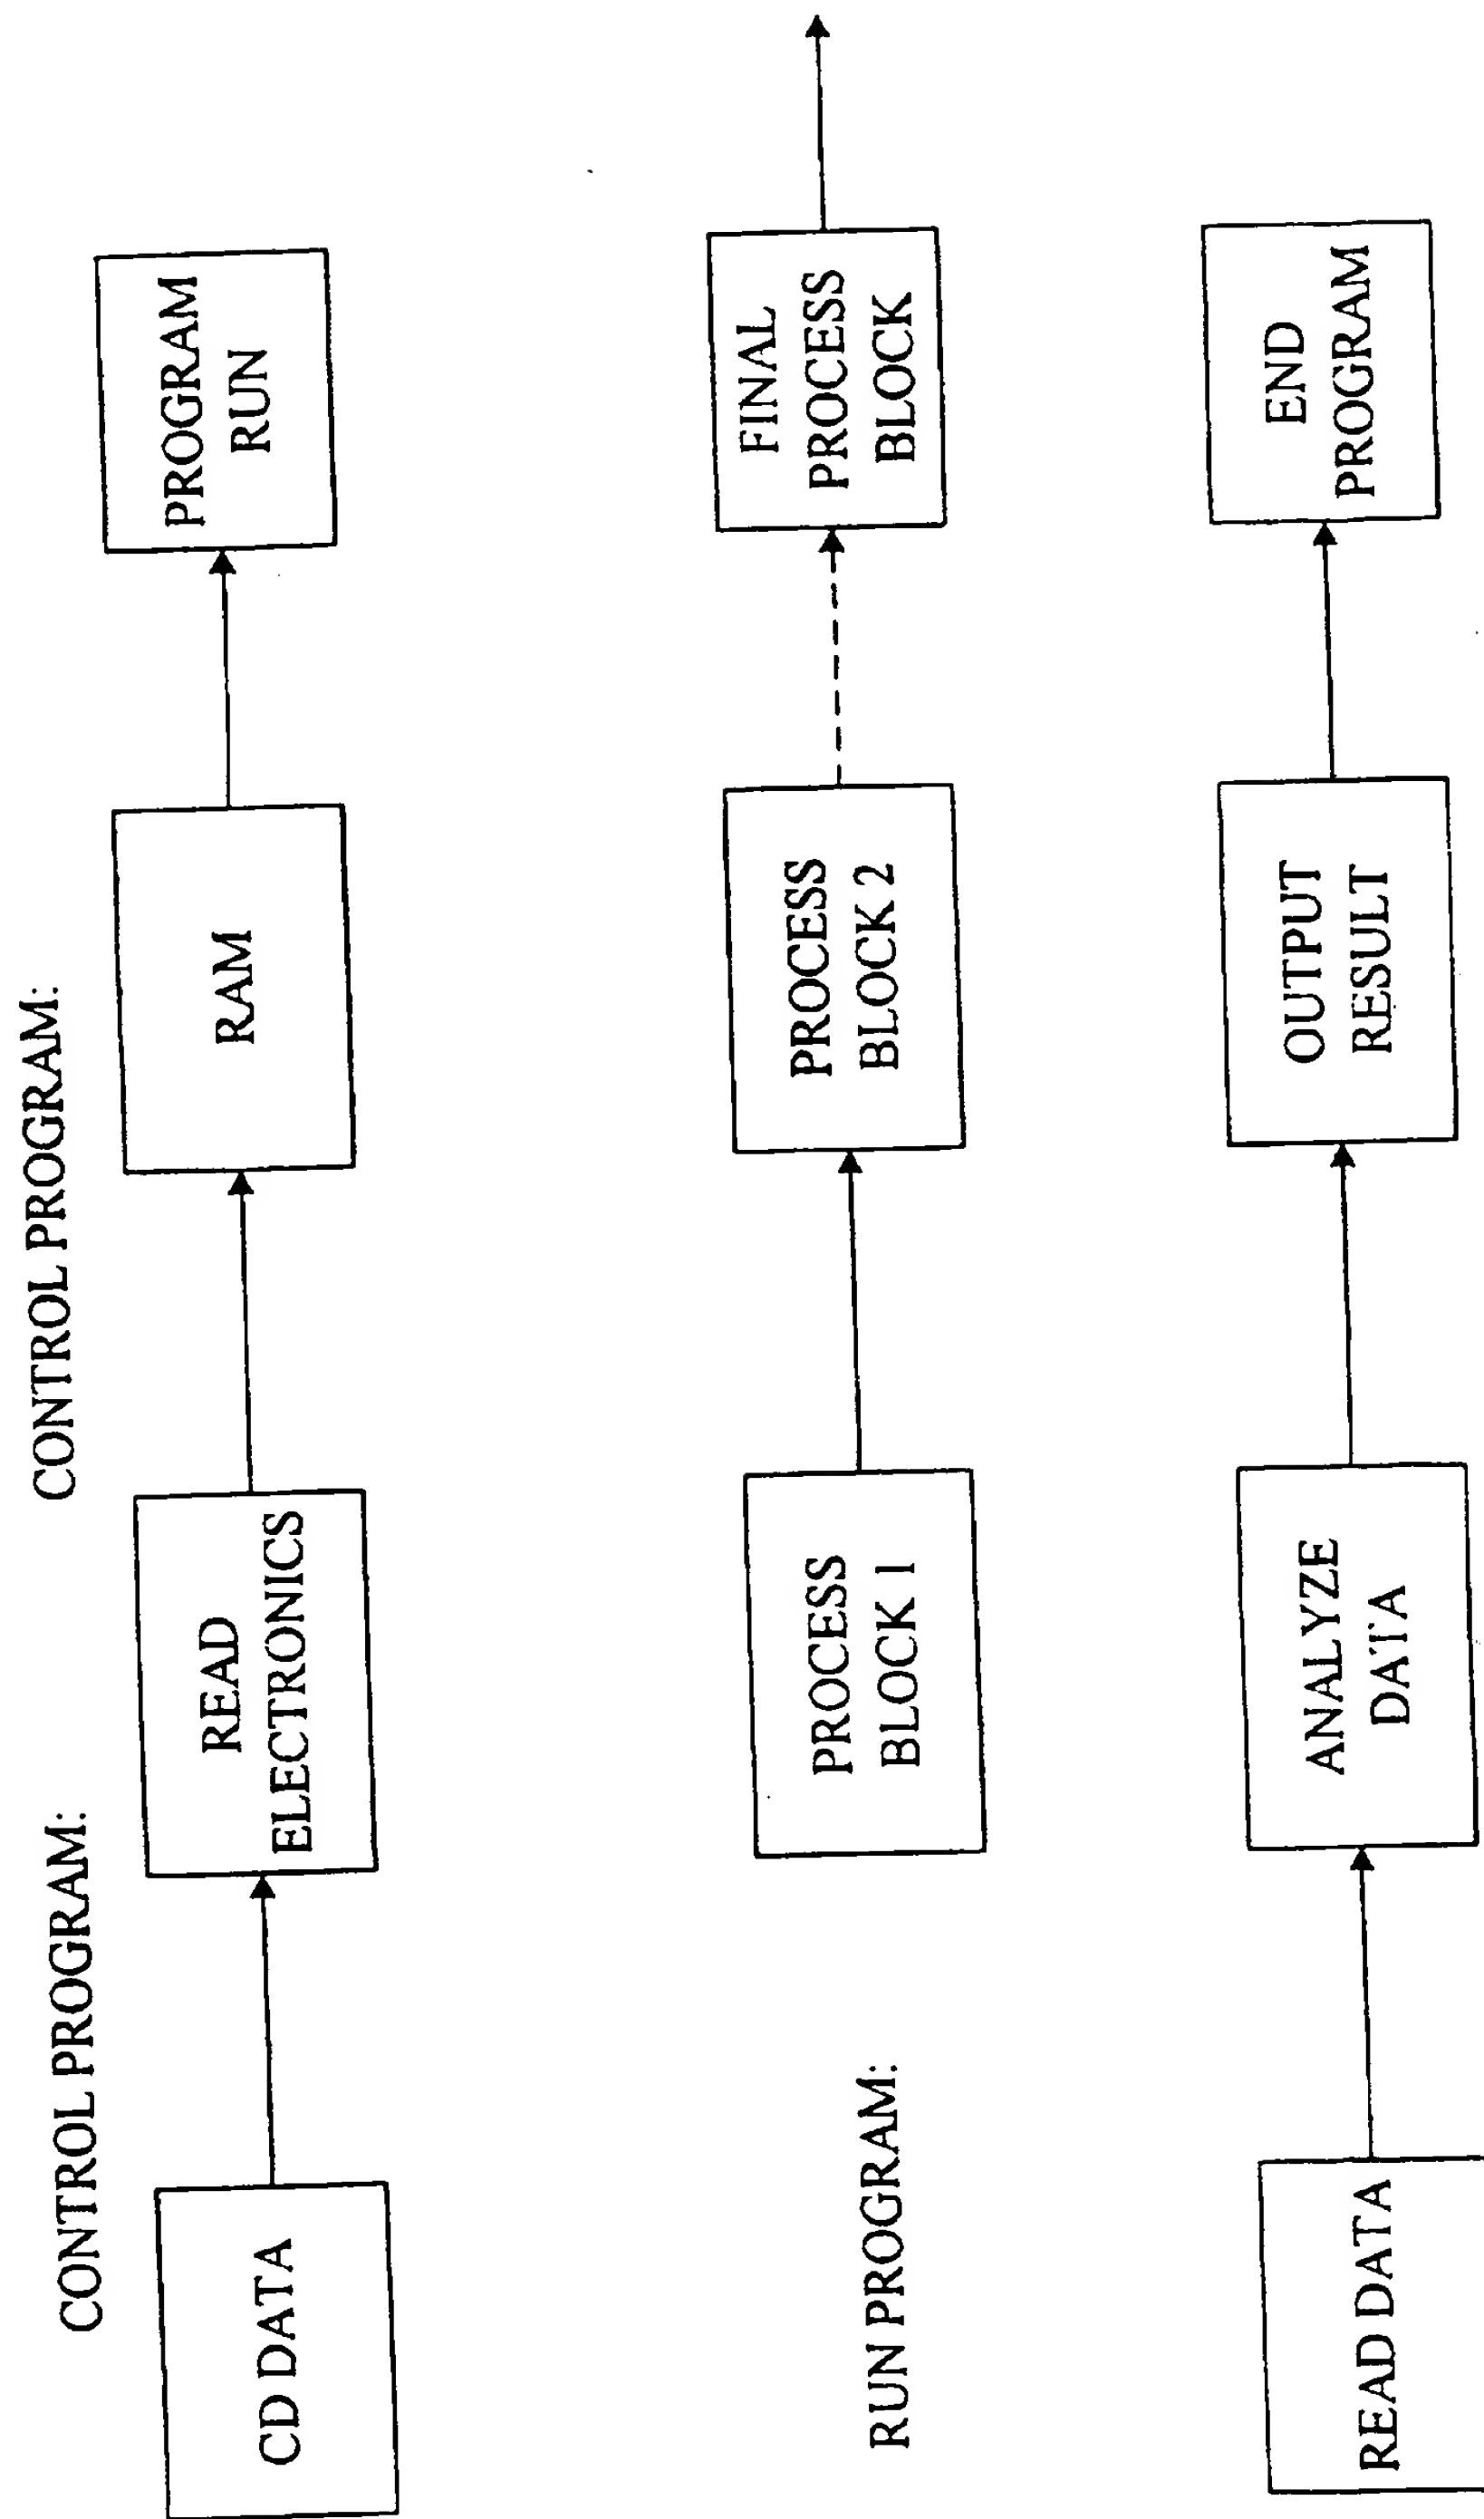 CONTROL PROGRAM:
CONTROL PROGRAM:
CD DATA
READ
ELECTRONICS
RAM
PROGRAM
RUN
RUN PROGRAM:
PROCESS
BLOCK 1
PROCESS
BLOCK 2
FINAL
PROCESS
BLOCK
READ DATA
ANALYZE
DATA
OUTPUT
RESULT
END
PROGRAM